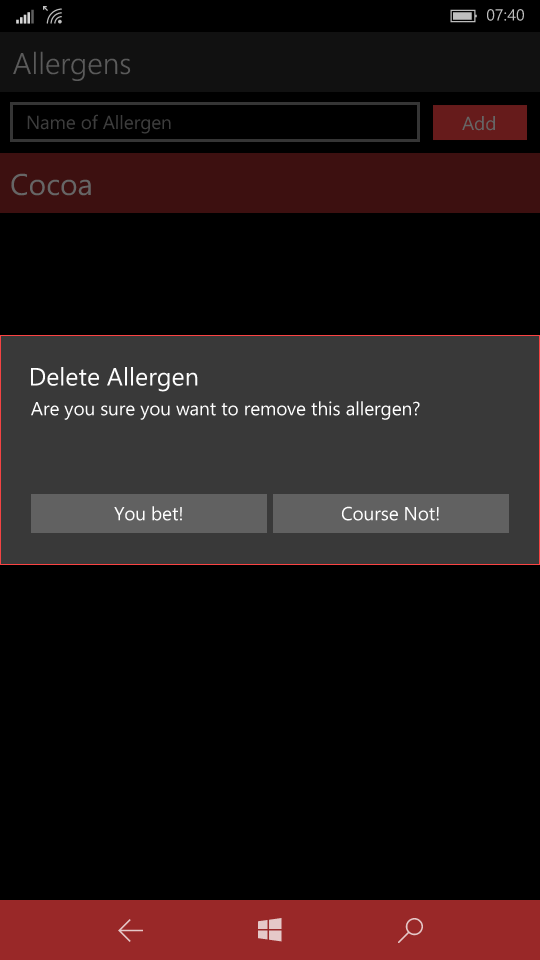 07:40
Allergens
Name of Allergen
Add
Cocoa
Delete Allergen
Are you sure you want to remove this allergen?
You bet!
Course Not!